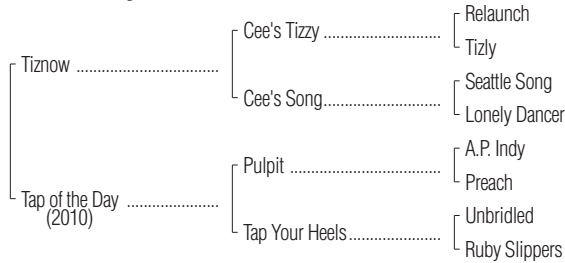 Relaunch
Cee's Tizzy ..............................
Tizly
Tiznow ....................................
Seattle Song
Cee's Song..............................
Lonely Dancer
A.P. Indy
Pulpit .......................................
Preach
Tap of the Day .......................
(2010)
Unbridled
Tap Your Heels.......................
Ruby Slippers